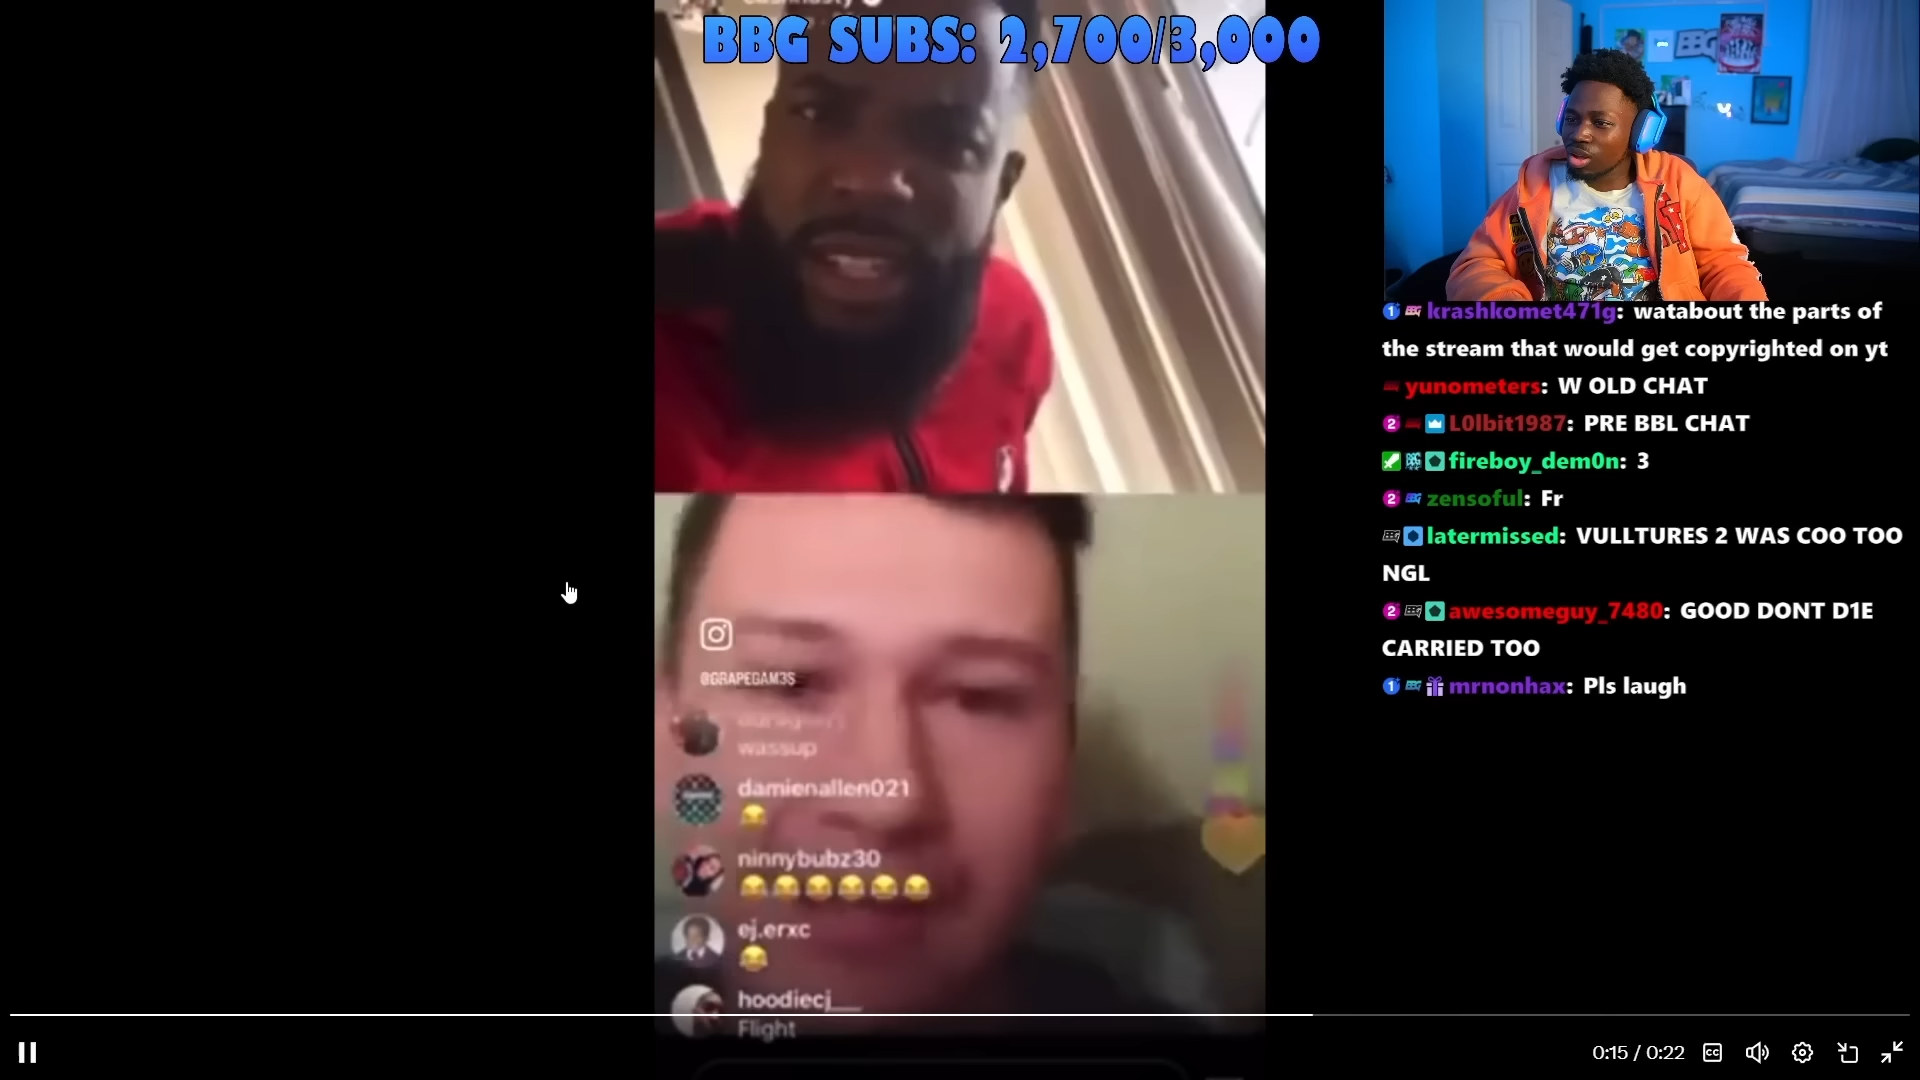 BBG SUBS: 2,700/3,000
BBG
krashkomet471g: watabout the parts of
the stream that would get copyrighted on yt
yunometers: W OLD CHAT
L0lbit1987: PRE BBL CHAT
fireboy_dem0n: 3
zensoful: Fr
latermissed: VULLTURES 2 WAS COO TOO
NGL
awesomeguy_7480: GOOD DONT D1E
CARRIED TOO
mrnonhax: Pls laugh
@GRAPEGAM3S
wassup
damienallen021
😂
ninnybubz30
😂😂😂😂😂😂
ej.erxc
😂
hoodiecj___
Flight
0:15 / 0:22
CC